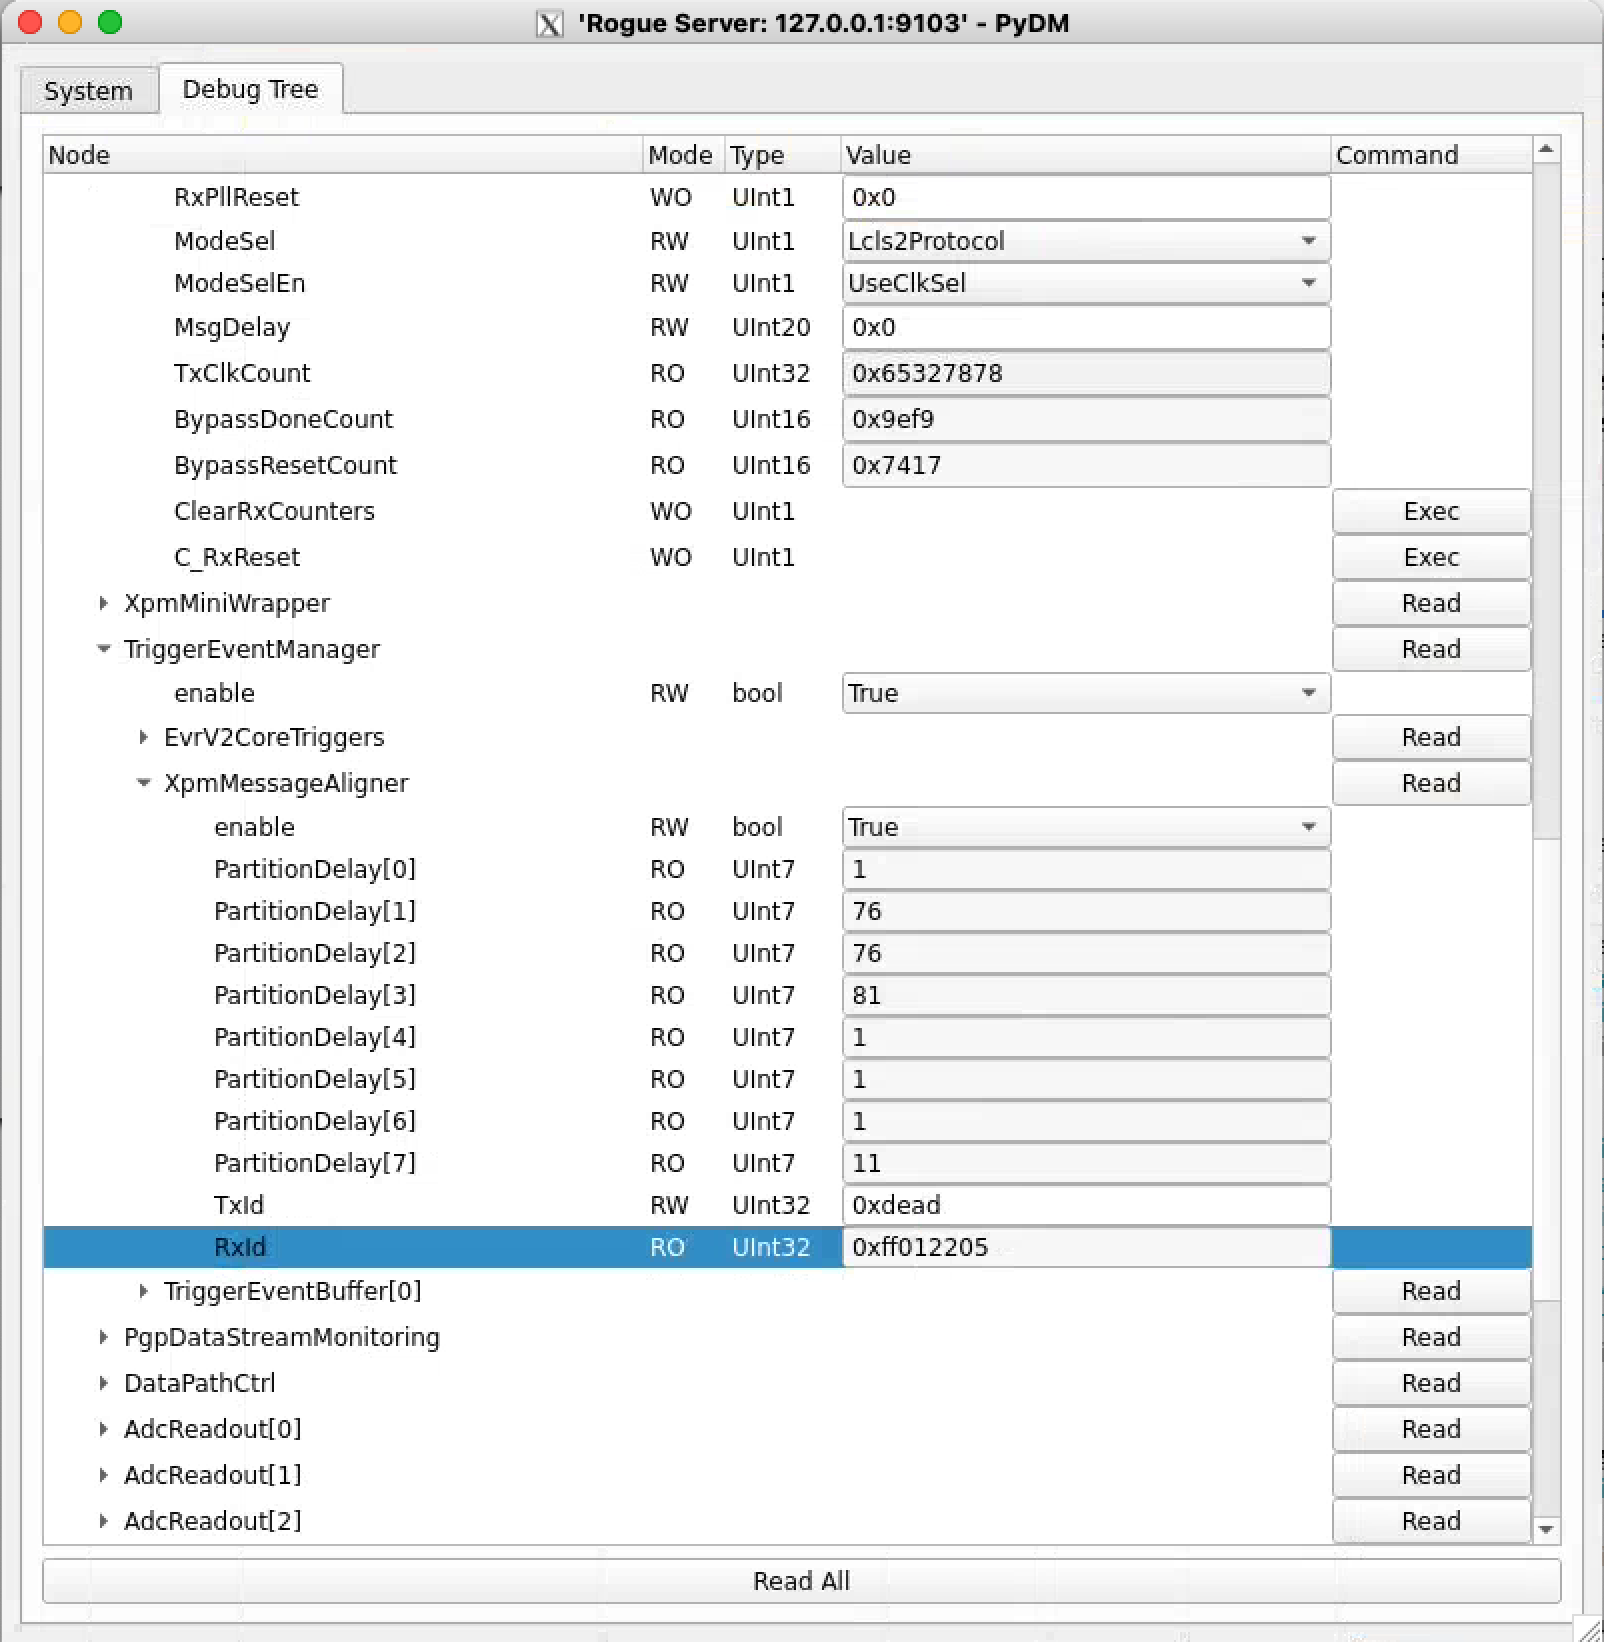 'Rogue Server: 127.0.0.1:9103' - PyDM
System Debug Tree
Node Mode Type Value Command
RxPllReset WO UInt1 0x0
ModeSel RW UInt1 Lcls2Protocol
ModeSelEn RW UInt1 UseClkSel
MsgDelay RW UInt20 0x0
TxClkCount RO UInt32 0x65327878
BypassDoneCount RO UInt16 0x9ef9
BypassResetCount RO UInt16 0x7417
ClearRxCounters WO UInt1 Exec
C_RxReset WO UInt1 Exec
XpmMiniWrapper Read
TriggerEventManager Read
enable RW bool True
EvrV2CoreTriggers Read
XpmMessageAligner Read
enable RW bool True
PartitionDelay[0] RO UInt7 1
PartitionDelay[1] RO UInt7 76
PartitionDelay[2] RO UInt7 76
PartitionDelay[3] RO UInt7 81
PartitionDelay[4] RO UInt7 1
PartitionDelay[5] RO UInt7 1
PartitionDelay[6] RO UInt7 1
PartitionDelay[7] RO UInt7 11
TxId RW UInt32 0xdead
RxId RO UInt32 0xff012205
TriggerEventBuffer[0] Read
PgpDataStreamMonitoring Read
DataPathCtrl Read
AdcReadout[0] Read
AdcReadout[1] Read
AdcReadout[2] Read
Read All